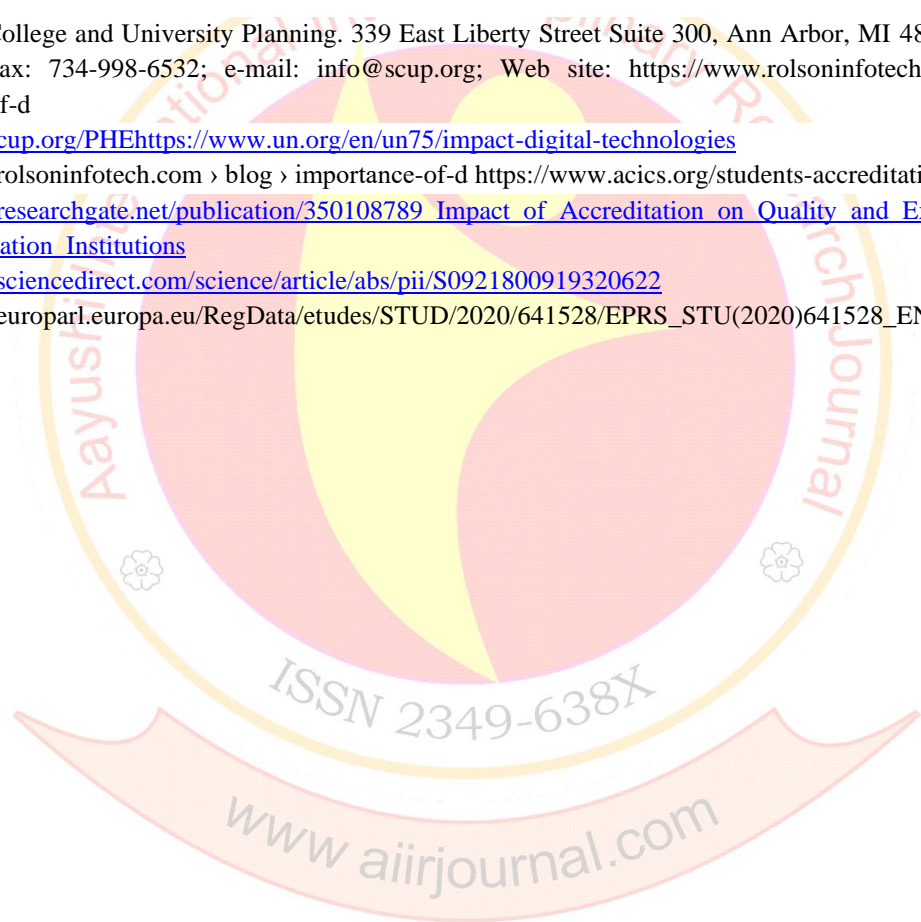 College and University Planning. 339 East Liberty Street Suite 300, Ann Arbor, MI 48
ax: 734-998-6532; e-mail: info@scup.org; Web site: https://www.rolsoninfotech
f-d
cup.org/PHEhttps://www.un.org/en/un75/impact-digital-technologies
rolsoninfotech.com › blog › importance-of-d https://www.acics.org/students-accreditati
researchgate.net/publication/350108789_Impact_of_Accreditation_on_Quality_and_E
ation_Institutions
sciencedirect.com/science/article/abs/pii/S0921800919320622
europarl.europa.eu/RegData/etudes/STUD/2020/641528/EPRS_STU(2020)641528_EN
Aayushi
Journal
ISSN 2349-638X
www aiirjournal.com